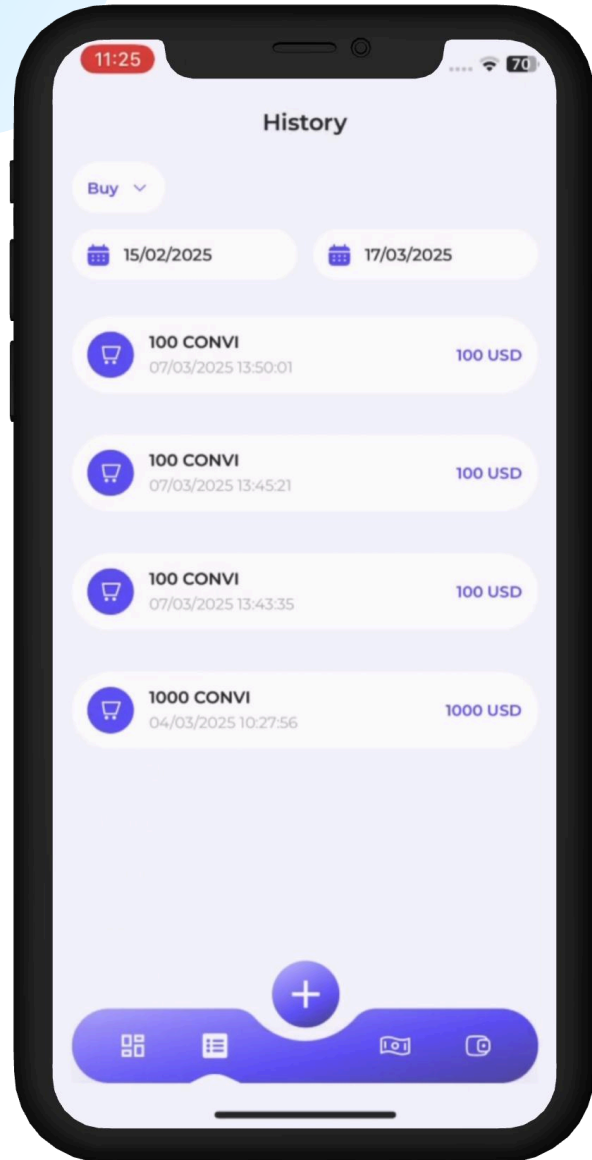 11:25
70
History
Buy
15/02/2025
17/03/2025
100 CONVI
07/03/2025 13:50:01
100 USD
100 CONVI
07/03/2025 13:45:21
100 USD
100 CONVI
07/03/2025 13:43:35
100 USD
1000 CONVI
04/03/2025 10:27:56
1000 USD